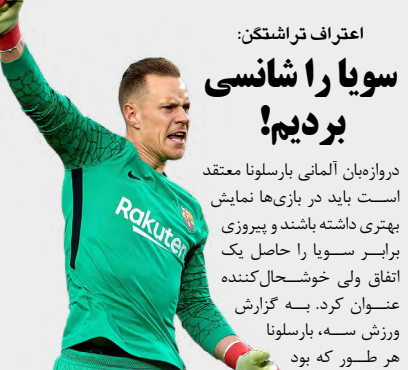 اعتراف تراشتگن:
سویا را شانسی
بردیم!
دروازه‌بان آلمانی بارسلونا معتقد
است باید در بازی‌ها نمایش
بهتری داشته باشند و پیروزی
برابر سویا را حاصل یک
اتفاق ولی خوشحال‌کننده
عنوان کرد. به گزارش
ورزش سه، بارسلونا
هر طور که بود
Rakuten